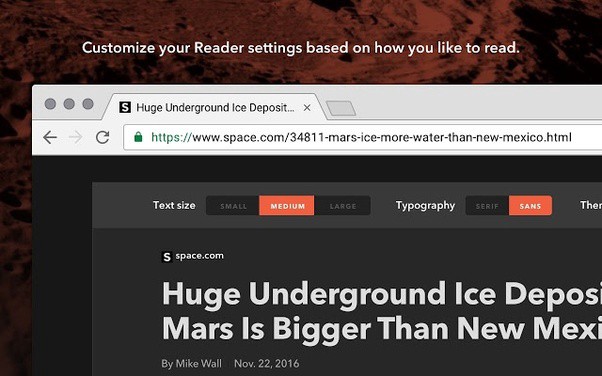 Customize your Reader settings based on how you like to read.
S Huge Underground Ice Deposit... ×
https://www.space.com/34811-mars-ice-more-water-than-new-mexico.html
Text size SMALL MEDIUM LARGE Typography SERIF SANS Them
S space.com
Huge Underground Ice Deposi
Mars Is Bigger Than New Mexi
By Mike Wall Nov. 22, 2016